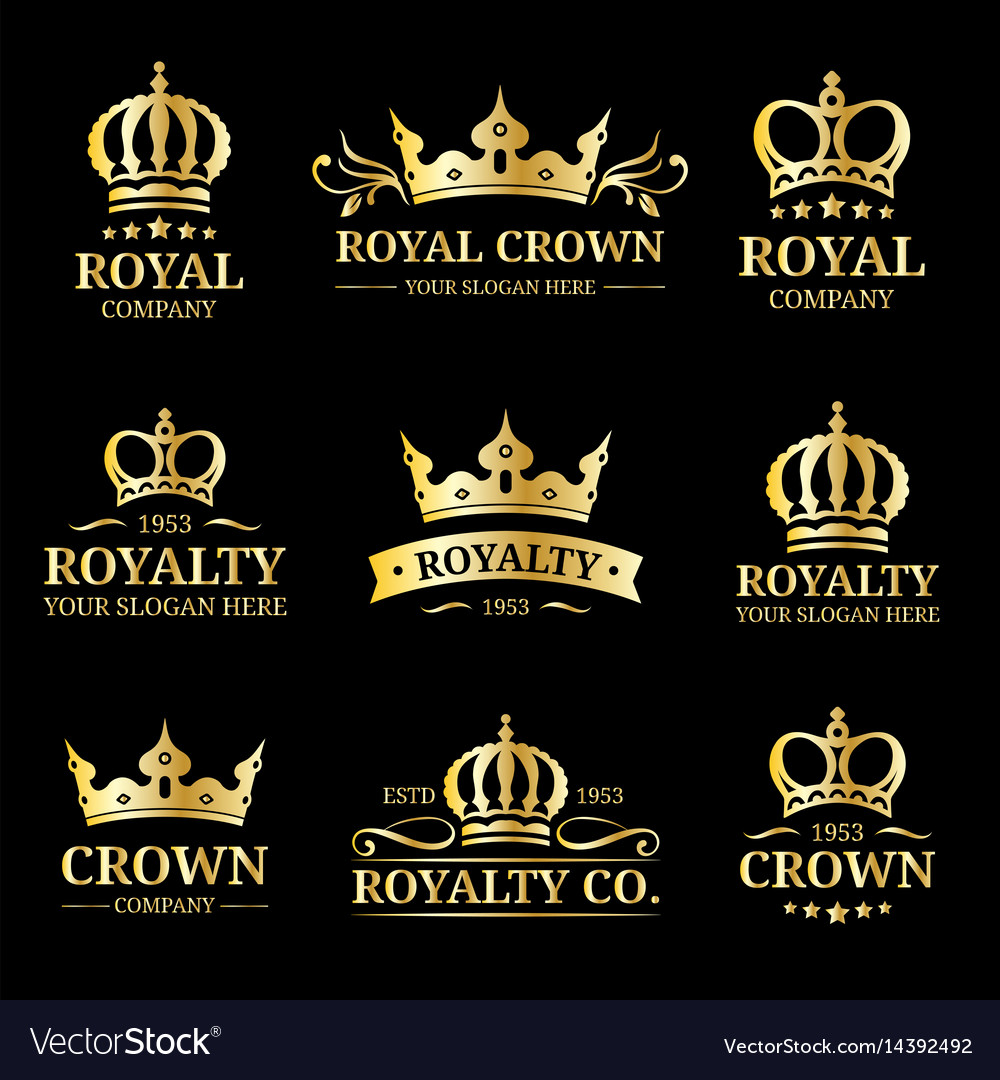 ROYAL
COMPANY
ROYAL CROWN
YOUR SLOGAN HERE
ROYAL
COMPANY
1953
ROYALTY
YOUR SLOGAN HERE
ROYALTY
1953
ROYALTY
YOUR SLOGAN HERE
CROWN
COMPANY
ESTD 1953
ROYALTY CO.
1953
CROWN
VectorStock®
VectorStock.com/14392492